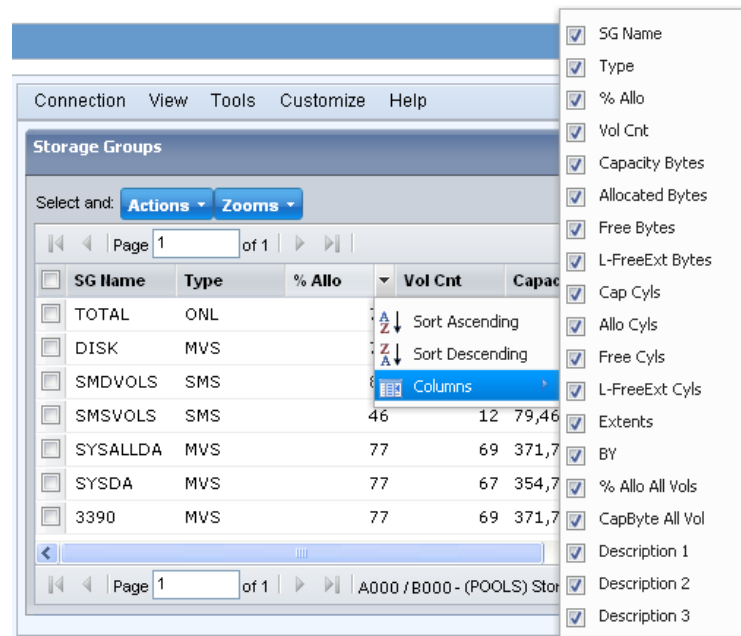 Connection View Tools Customize Help
Storage Groups
Select and: Actions Zooms
Page 1 of 1
SG Name Type % Allo Vol Cnt Capac
TOTAL ONL
DISK MVS
SMDVOLS SMS
SMSVOLS SMS 46 12 79,46
SYSALLDA MVS 77 69 371,7
SYSDA MVS 77 67 354,7
3390 MVS 77 69 371,7
Page 1 of 1 A000 / B000 - (POOLS) Stor
Sort Ascending
Sort Descending
Columns
SG Name
Type
% Allo
Vol Cnt
Capacity Bytes
Allocated Bytes
Free Bytes
L-FreeExt Bytes
Cap Cyls
Allo Cyls
Free Cyls
L-FreeExt Cyls
Extents
BY
% Allo All Vols
CapByte All Vol
Description 1
Description 2
Description 3